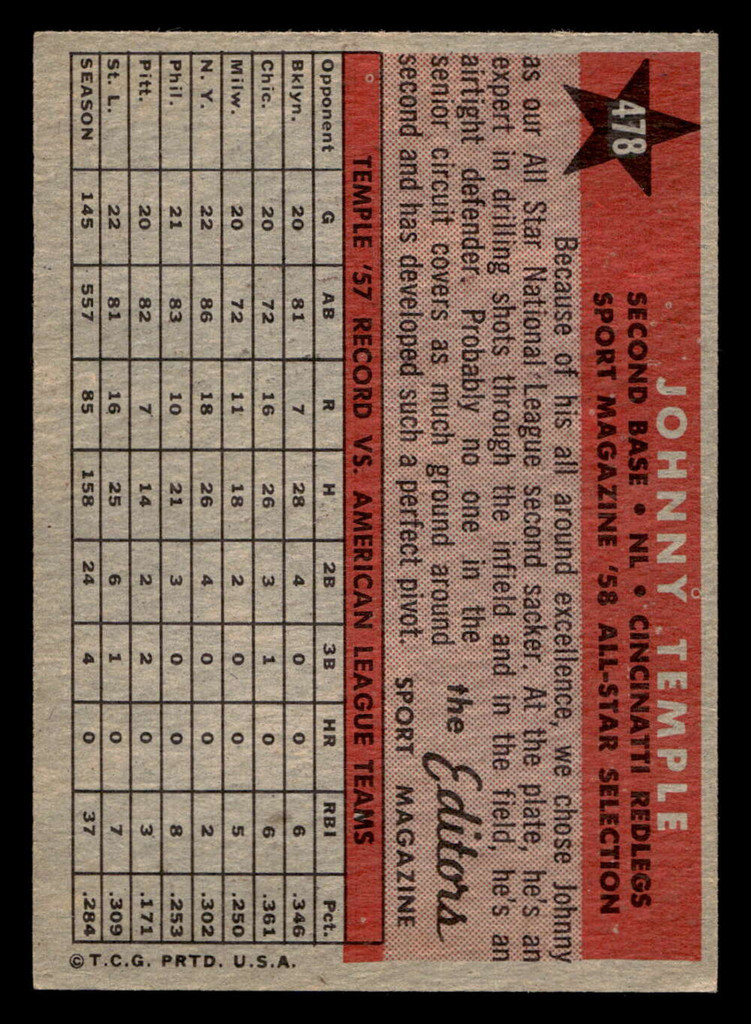 478
JOHNNY TEMPLE
SECOND BASE • NL • CINCINATTI REDLEGS
SPORT MAGAZINE '58 ALL-STAR SELECTION
Because of his all around excellence, we chose Johnny
as our All Star National League second sacker. At the plate, he's an
expert in drilling shots through the infield and in the field, he's an
airtight defender. Probably no one in the
senior circuit covers as much ground around
second and has developed such a perfect pivot.
the Editors
SPORT MAGAZINE
TEMPLE '57 RECORD VS. AMERICAN LEAGUE TEAMS
Opponent G AB R H 2B 3B HR RBI Pct.
Bklyn. 20 81 7 28 4 0 0 6 .346
Chic. 20 72 16 26 3 1 0 6 .361
Milw. 20 72 11 18 2 0 0 5 .250
N. Y. 22 86 18 26 4 0 0 2 .302
Phil. 21 83 10 21 3 0 0 8 .253
Pitt. 20 82 7 14 2 2 0 3 .171
St. L. 22 81 16 25 6 1 0 7 .309
SEASON 145 557 85 158 24 4 0 37 .284
© T.C.G. PRTD. U.S.A.